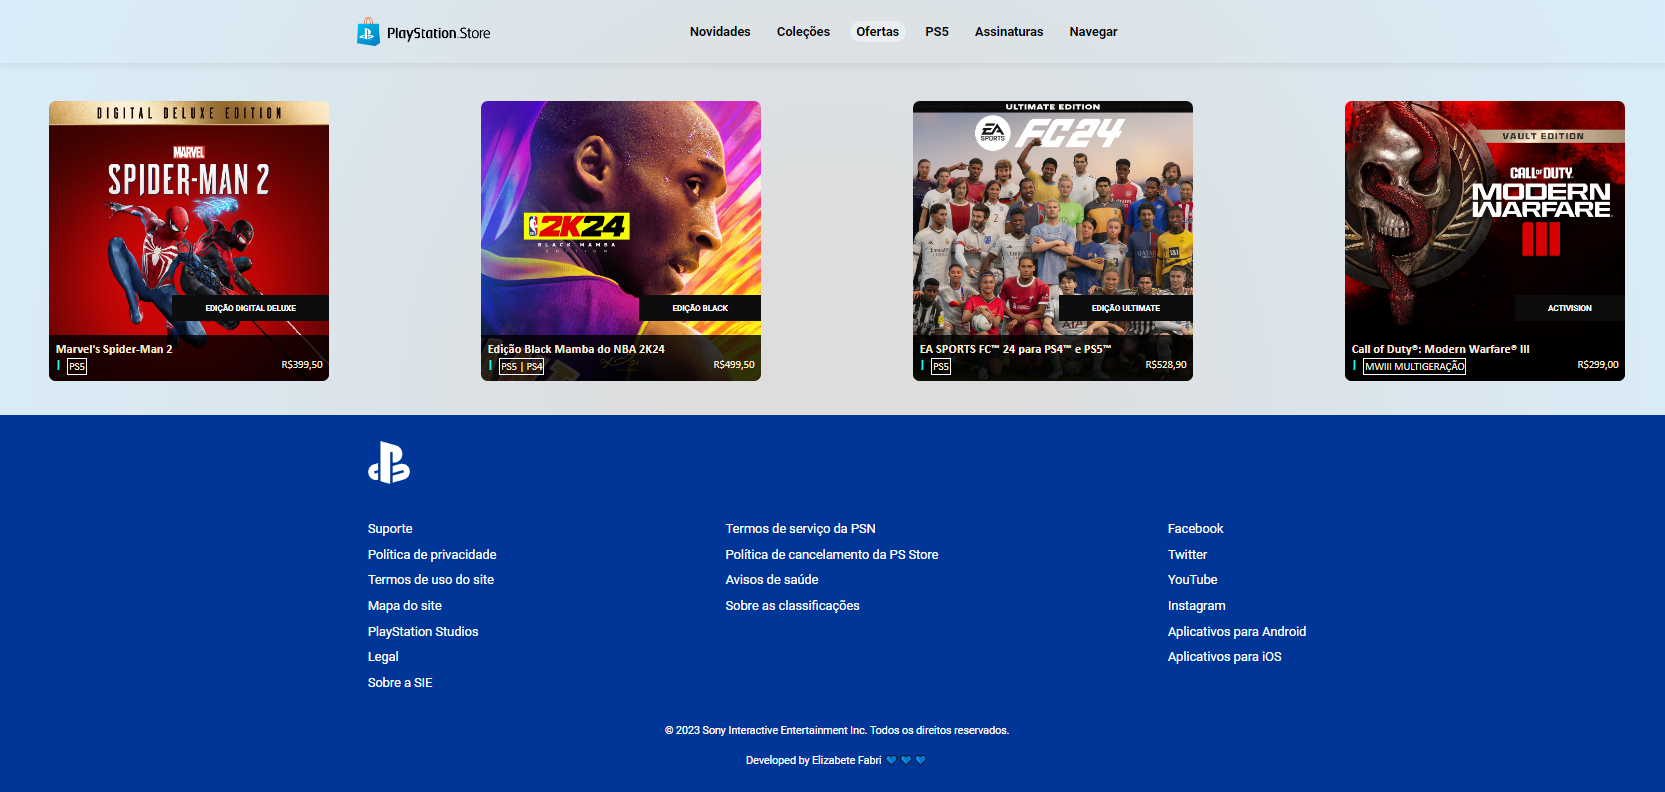 PlayStation Store
Novidades Coleções Ofertas PS5 Assinaturas Navegar
DIGITAL DELUXE EDITION
MARVEL
SPIDER-MAN 2
EDIÇÃO DIGITAL DELUXE
Marvel's Spider-Man 2
PS5 R$399,50
2K24
BLACK MAMBA
EDITION
EDIÇÃO BLACK
Edição Black Mamba do NBA 2K24
PS5 | PS4 R$499,50
ULTIMATE EDITION
EA SPORTS FC24
EDIÇÃO ULTIMATE
EA SPORTS FC™ 24 para PS4™ e PS5™
PS5 R$528,90
VAULT EDITION
CALL OF DUTY
MODERN
WARFARE
III
ACTIVISION
Call of Duty®: Modern Warfare® III
MWIII MULTIGERAÇÃO R$299,00
Suporte
Política de privacidade
Termos de uso do site
Mapa do site
PlayStation Studios
Legal
Sobre a SIE
Termos de serviço da PSN
Política de cancelamento da PS Store
Avisos de saúde
Sobre as classificações
Facebook
Twitter
YouTube
Instagram
Aplicativos para Android
Aplicativos para iOS
© 2023 Sony Interactive Entertainment Inc. Todos os direitos reservados.
Developed by Elizabete Fabri 💙 💙 💙